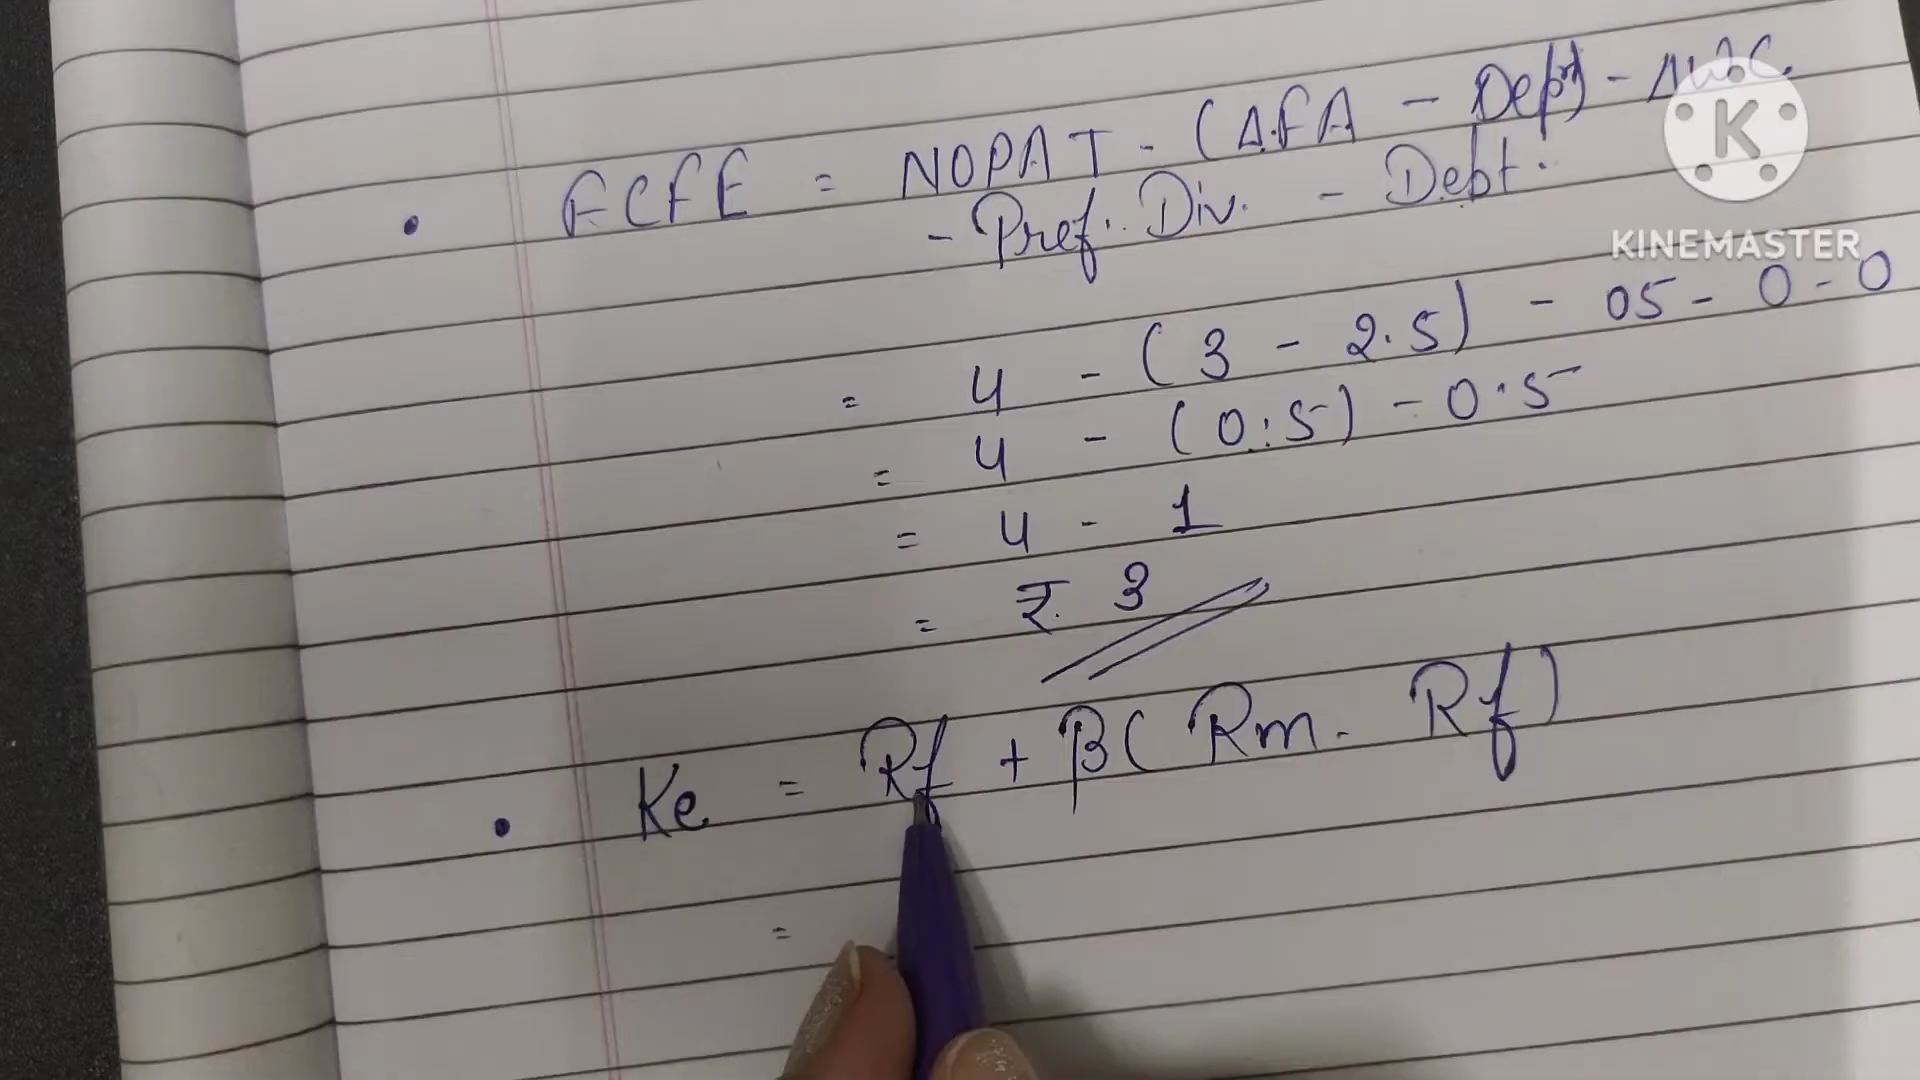 • FCFE = NOPAT - (ΔFA - Depn) - ΔWC
- Pref. Div. - Debt.
= 4 - (3 - 2.5) - 05 - 0 - 0
= 4 - (0.5) - 0.5
= 4 - 1
= ₹. 3
• Ke = Rf + β( Rm - Rf)
=
K
KINEMASTER